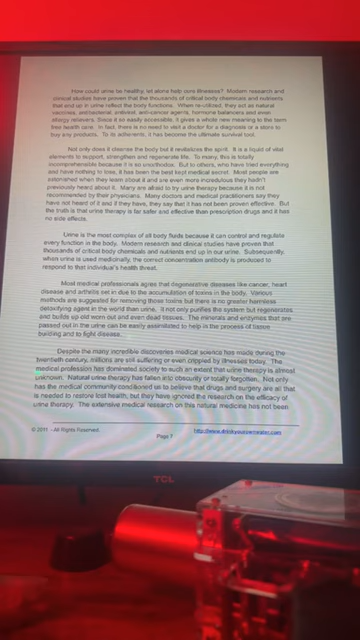 How could urine be healthy, let alone help cure illnesses? Modern research and
clinical studies have proven that the thousands of critical body chemicals and nutrients
that end up in urine reflect the body functions. When re-utilized, they act as natural
vaccines, antibacterial, antiviral, anti-cancer agents, hormone balancers and even
allergy relievers. Since it so easily accessible, it gives a whole new meaning to the term
free health care. In fact, there is no need to visit a doctor for a diagnosis or a store to
buy any products. To its adherents, it has become the ultimate survival tool.
Not only does it cleanse the body but it revitalizes the spirit. It is a liquid of vital
elements to support, strengthen and regenerate life. To many, this is totally
incomprehensible because it is so unorthodox. But to others, who have tried everything
and have nothing to lose, it has been the best kept medical secret. Most people are
astonished when they learn about it and are even more incredulous they hadn't
previously heard about it. Many are afraid to try urine therapy because it is not
recommended by their physicians. Many doctors and medical practitioners say they
have not heard of it and if they have, they say that it has not been proven effective. But
the truth is that urine therapy is far safer and effective than prescription drugs and it has
no side effects.
Urine is the most complex of all body fluids because it can control and regulate
every function in the body. Modern research and clinical studies have proven that
thousands of critical body chemicals and nutrients end up in our urine. Subsequently,
when urine is used medicinally, the correct concentration antibody is produced to
respond to that individual's health threat.
Most medical professionals agree that degenerative diseases like cancer, heart
disease and arthritis set in due to the accumulation of toxins in the body. Various
methods are suggested for removing those toxins but there is no greater harmless
detoxifying agent in the world than urine. It not only purifies the system but regenerates
and builds up old worn out and even dead tissues. The minerals and enzymes that are
passed out in the urine can be easily assimilated to help in the process of tissue
building and to fight disease.
Despite the many incredible discoveries medical science has made during the
twentieth century, millions are still suffering or even crippled by illnesses today. The
medical profession has dominated society to such an extent that urine therapy is almost
unknown. Natural urine therapy has fallen into obscurity or totally forgotten. Not only
has the medical community conditioned us to believe that drugs and surgery are all that
is needed to restore lost health, but they have ignored the research on the efficacy of
urine therapy. The extensive medical research on this natural medicine has not been
© 2011 - All Rights Reserved.
http://www.drinkyourownwater.com
Page 7
TCL